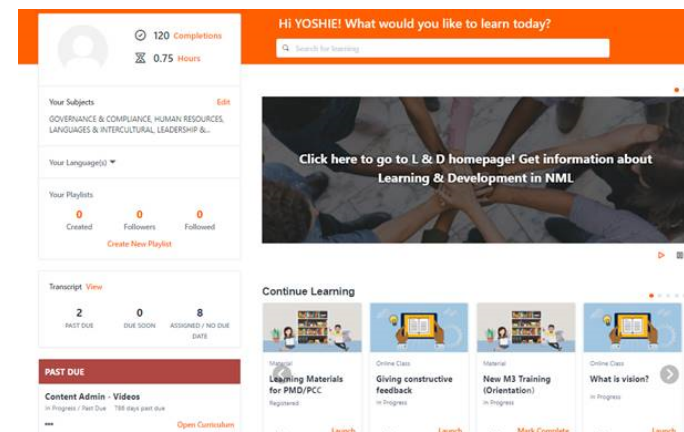 120 Completions
0.75 Hours
Your Subjects Edit
GOVERNANCE & COMPLIANCE, HUMAN RESOURCES,
LANGUAGES & INTERCULTURAL, LEADERSHIP &...
Your Language(s)
Your Playlists
0 0 0
Created Followers Followed
Create New Playlist
Transcript View
2 0 8
PAST DUE DUE SOON ASSIGNED / NO DUE
DATE
PAST DUE
Content Admin - Videos
In Progress / Past Due 788 days past due
Open Curriculum
Hi YOSHIE! What would you like to learn today?
Search for learning
Click here to go to L & D homepage! Get information about
Learning & Development in NML
Continue Learning
Material
Learning Materials
for PMD/PCC
Registered
Launch
Online Class
Giving constructive
feedback
In Progress
Launch
Material
New M3 Training
(Orientation)
In Progress
Mark Complete
Online Class
What is vision?
In Progress
Launch